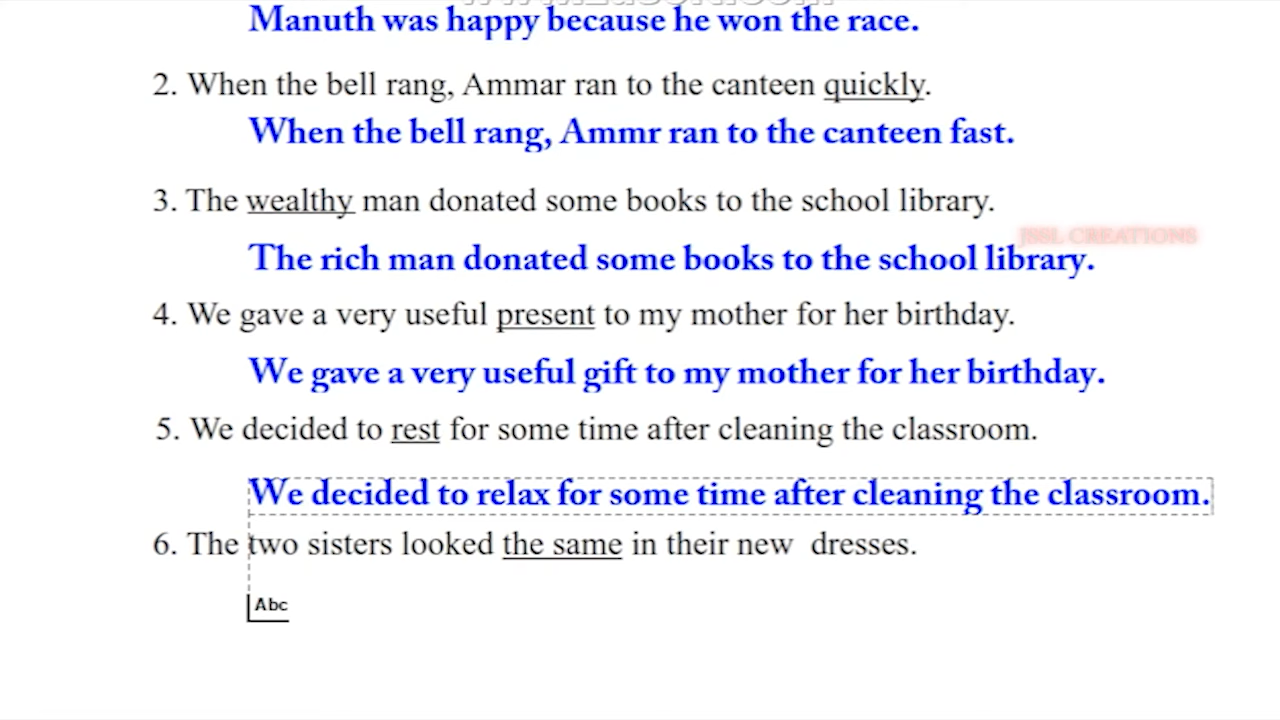 Manuth was happy because he won the race.
2. When the bell rang, Ammar ran to the canteen quickly.
When the bell rang, Ammr ran to the canteen fast.
3. The wealthy man donated some books to the school library.
JSSL CREATIONS
The rich man donated some books to the school library.
4. We gave a very useful present to my mother for her birthday.
We gave a very useful gift to my mother for her birthday.
5. We decided to rest for some time after cleaning the classroom.
We decided to relax for some time after cleaning the classroom.
6. The two sisters looked the same in their new dresses.
Abc